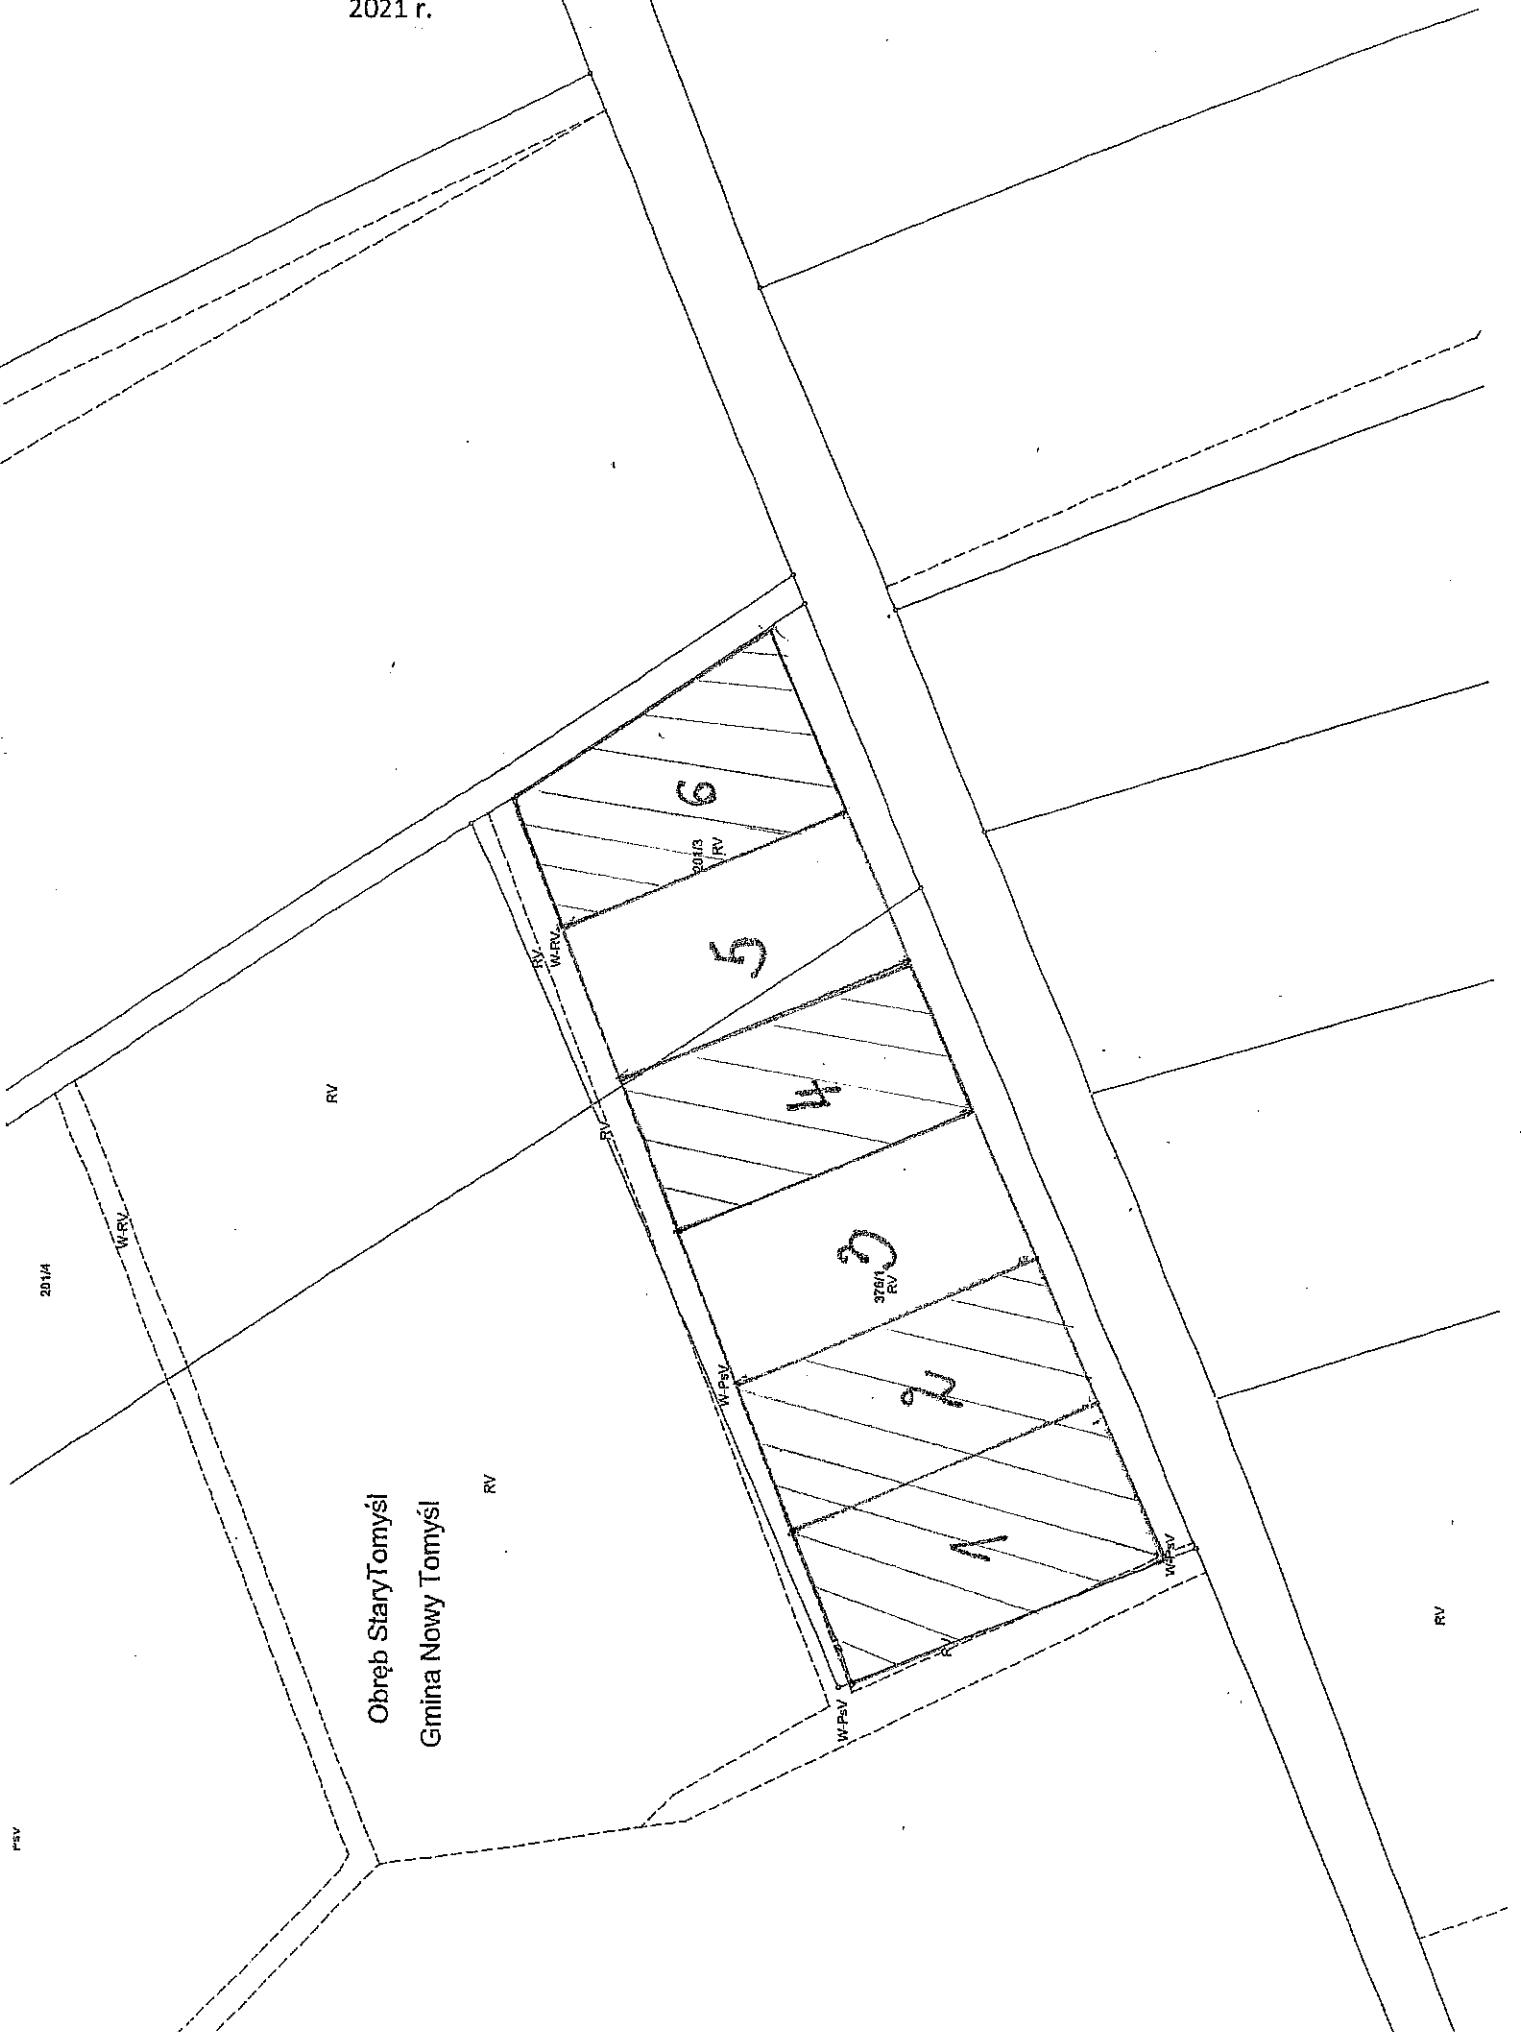 2021 r.
6
201/3
RV
RV
W-RV
5
RV
4
RV
W-RV
201/4
3
376/1
RV
W-PsV
2
RV
Obręb StaryTomyśl
Gmina Nowy Tomyśl
1
W-PsV
RV
W-PsV
RV
PsV